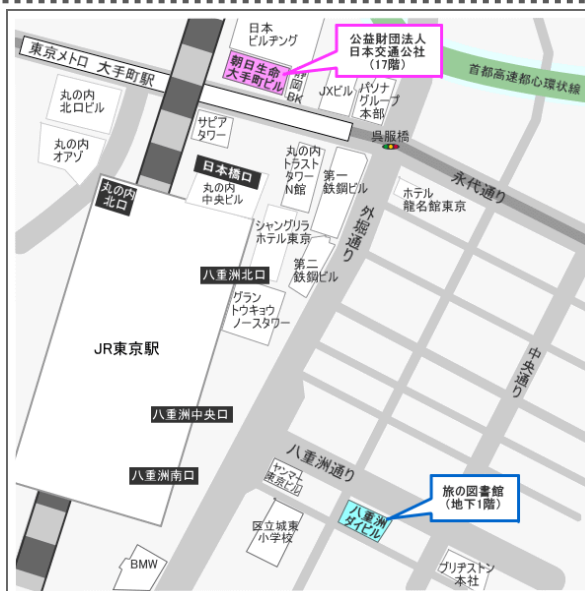 日本
ビルヂング
公益財団法人
日本交通公社
(17階)
東京メトロ 大手町駅
朝日生命
大手町ビル
静岡
BK
JXビル
パソナ
グループ
本部
首都高速都心環状線
丸の内
北口ビル
サピア
タワー
呉服橋
丸の内
オアゾ
日本橋口
丸の内
トラスト
タワー
N館
第一
鉄鋼ビル
永代通り
丸の内
北口
丸の内
中央ビル
ホテル
龍名館東京
外堀通り
シャングリラ
ホテル東京
八重洲北口
第二
鉄鋼ビル
グラン
トウキョウ
ノースタワー
JR東京駅
中央通り
八重洲中央口
八重洲通り
八重洲南口
ヤンマー
東京ビル
旅の図書館
(地下1階)
八重洲
ダイビル
区立城東
小学校
BMW
ブリヂストン
本社